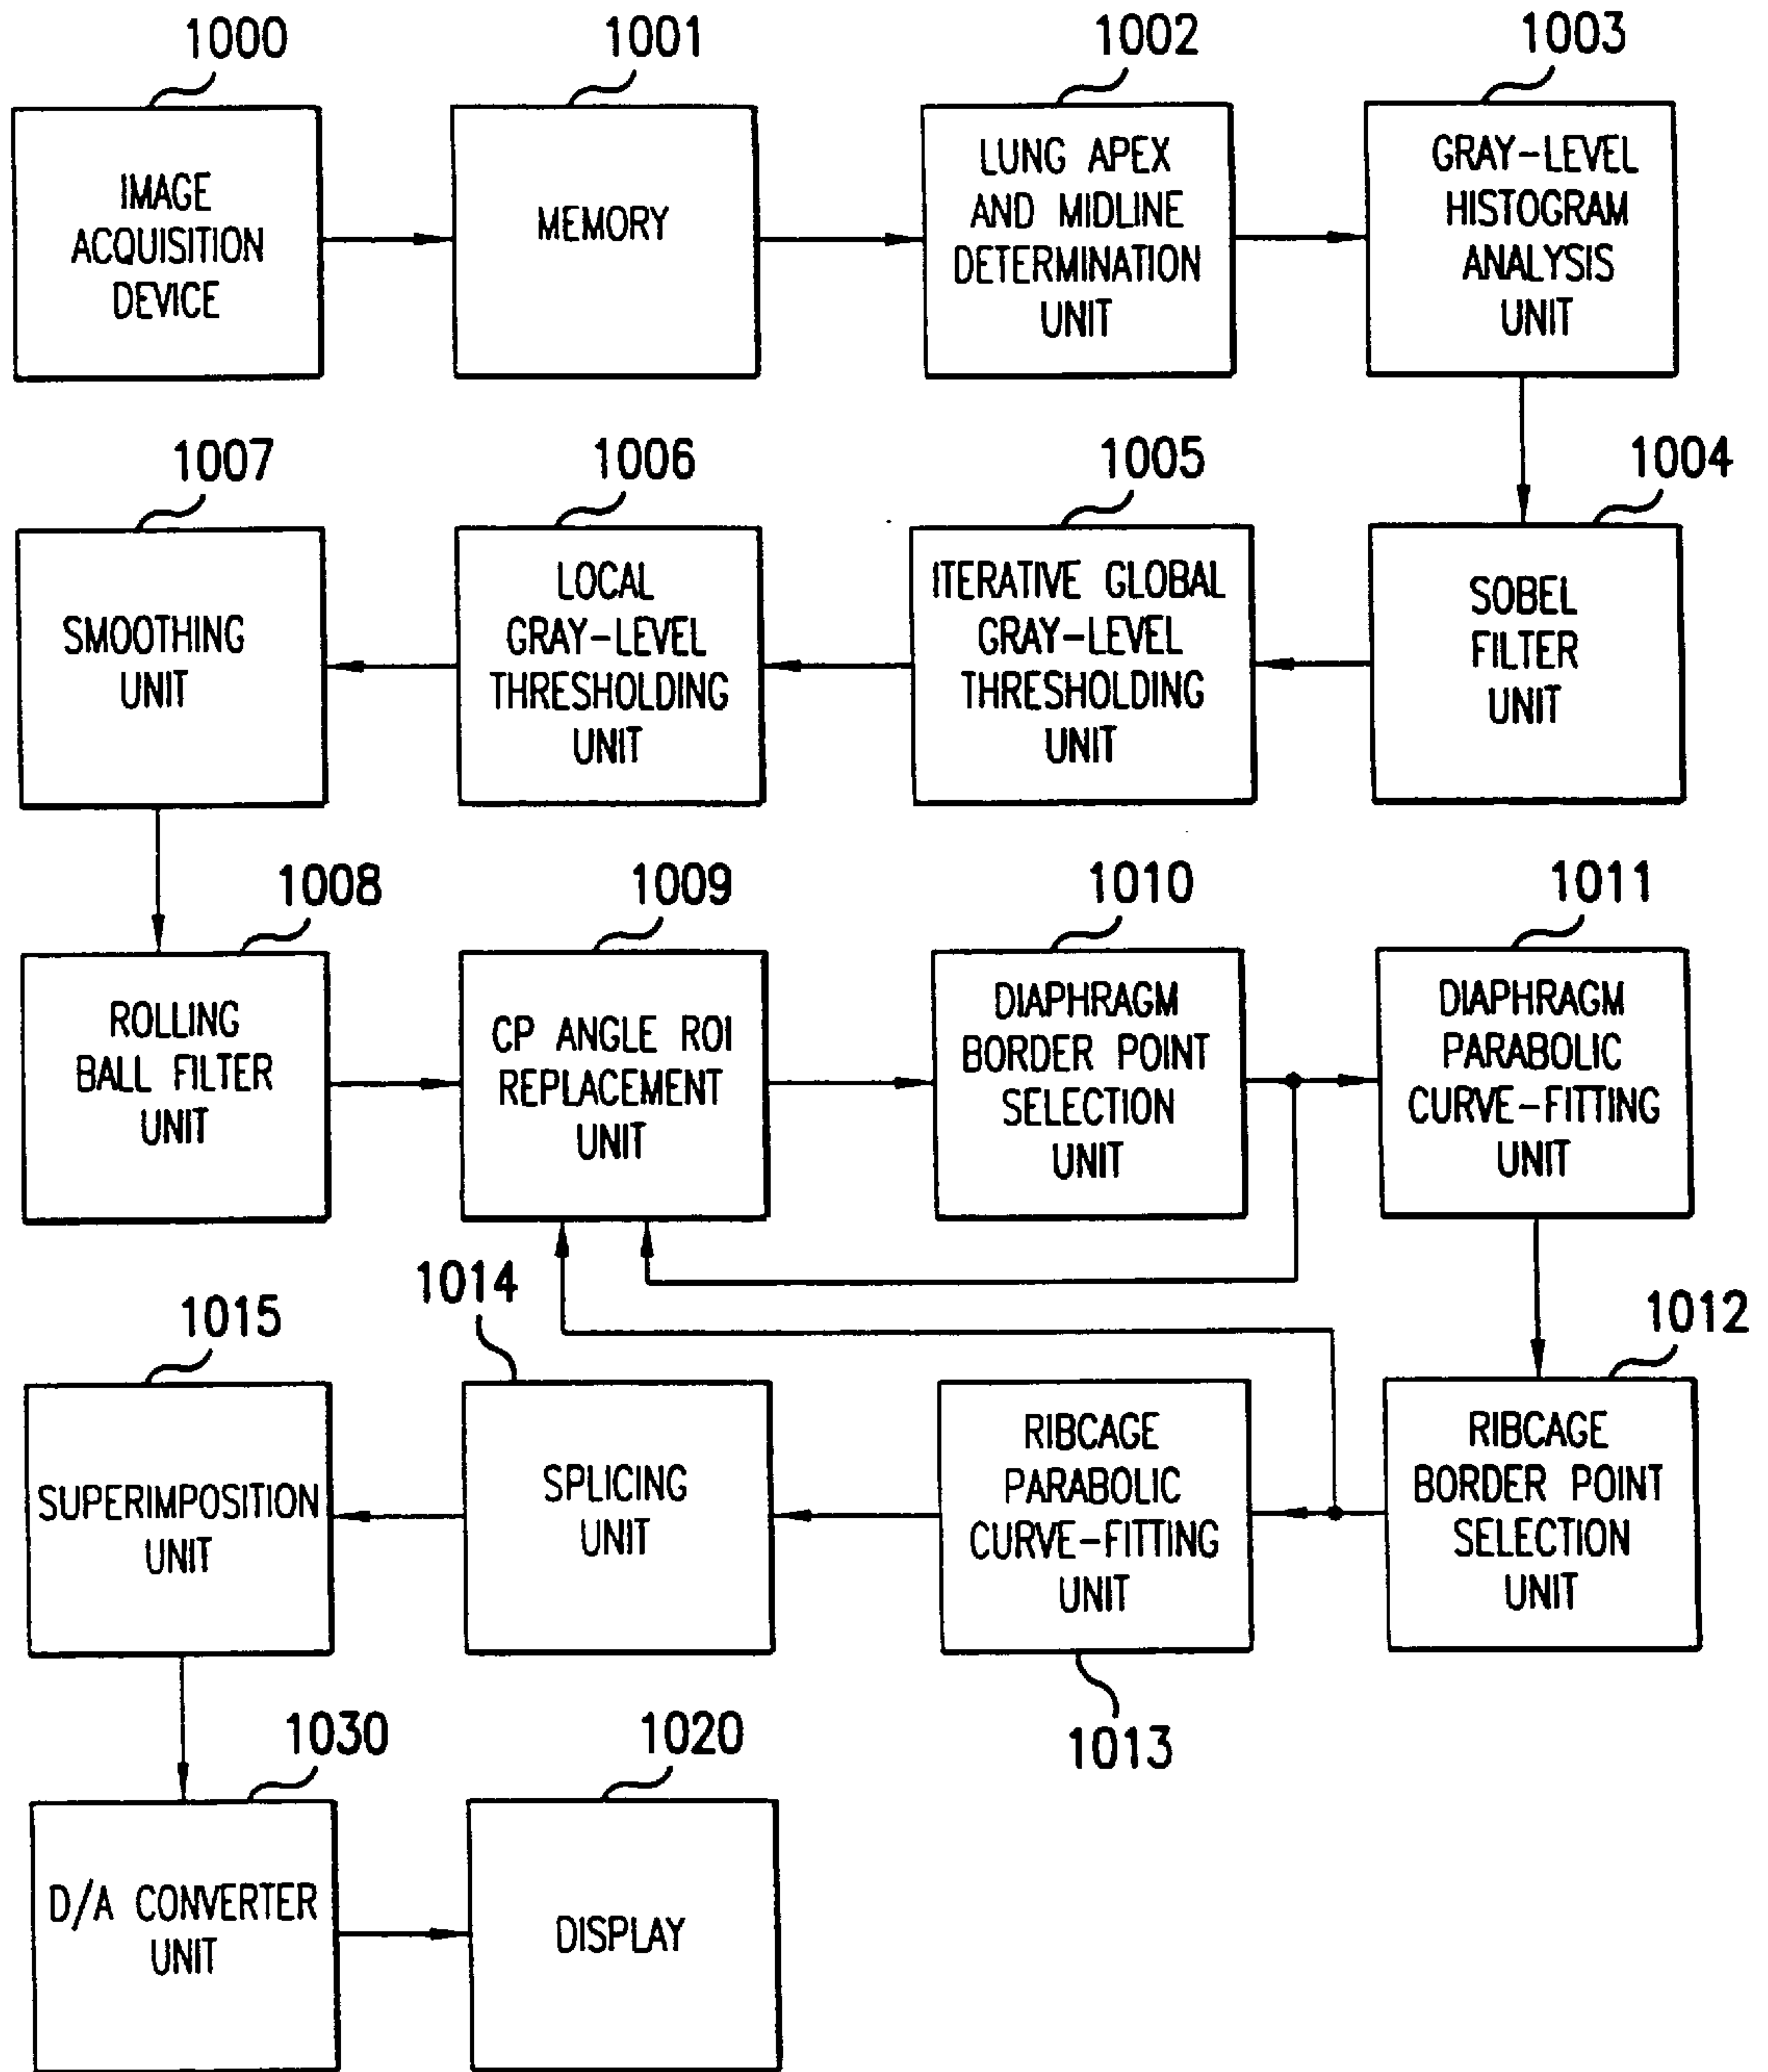 1000
1001
1002
1003
IMAGE
ACQUISITION
DEVICE
MEMORY
LUNG APEX
AND MIDLINE
DETERMINATION
UNIT
GRAY-LEVEL
HISTOGRAM
ANALYSIS
UNIT
1007
1006
1005
1004
SMOOTHING
UNIT
LOCAL
GRAY-LEVEL
THRESHOLDING
UNIT
ITERATIVE GLOBAL
GRAY-LEVEL
THRESHOLDING
UNIT
SOBEL
FILTER
UNIT
1008
1009
1010
1011
ROLLING
BALL FILTER
UNIT
CP ANGLE ROI
REPLACEMENT
UNIT
DIAPHRAGM
BORDER POINT
SELECTION
UNIT
DIAPHRAGM
PARABOLIC
CURVE-FITTING
UNIT
1015
1014
1012
SUPERIMPOSITION
UNIT
SPLICING
UNIT
RIBCAGE
PARABOLIC
CURVE-FITTING
UNIT
RIBCAGE
BORDER POINT
SELECTION
UNIT
1013
1030
1020
D/A CONVERTER
UNIT
DISPLAY